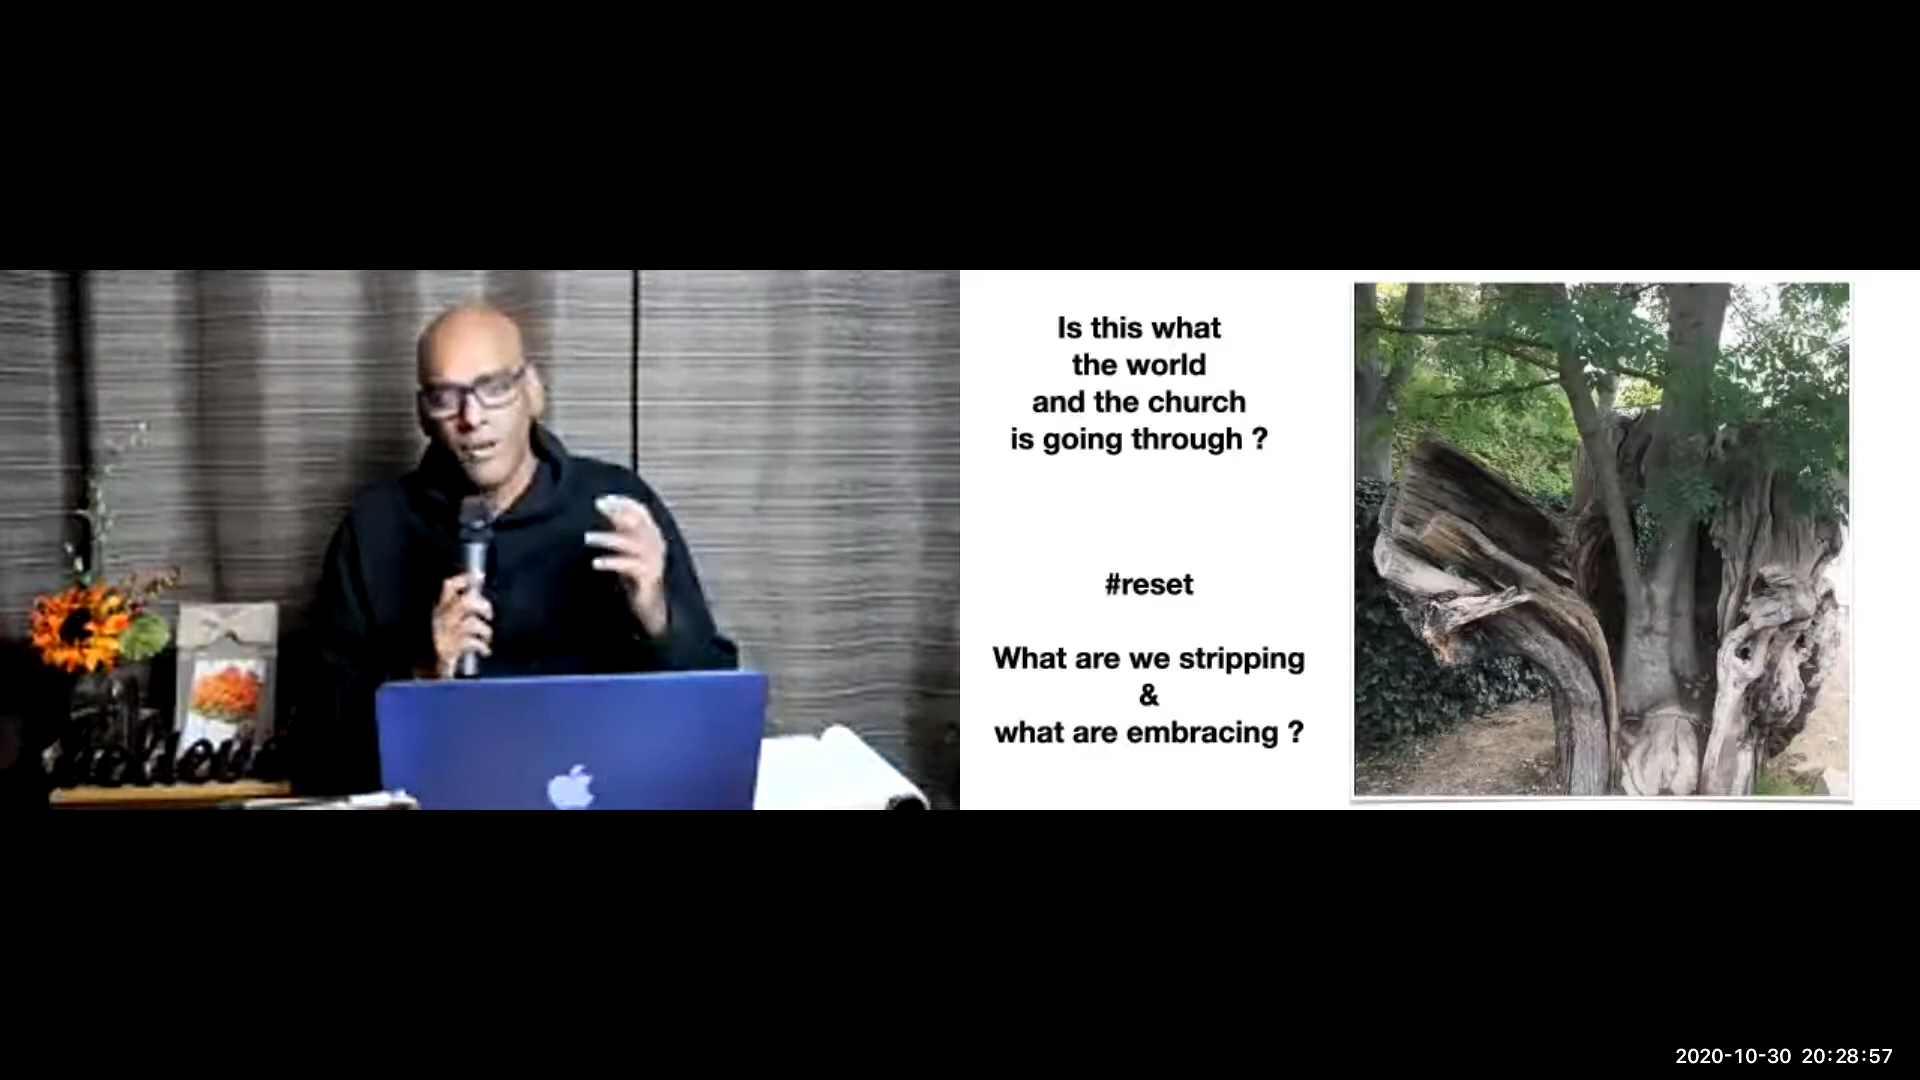 Is this what
the world
and the church
is going through ?
#reset
What are we stripping
&
what are embracing ?
believe
2020-10-30 20:28:57